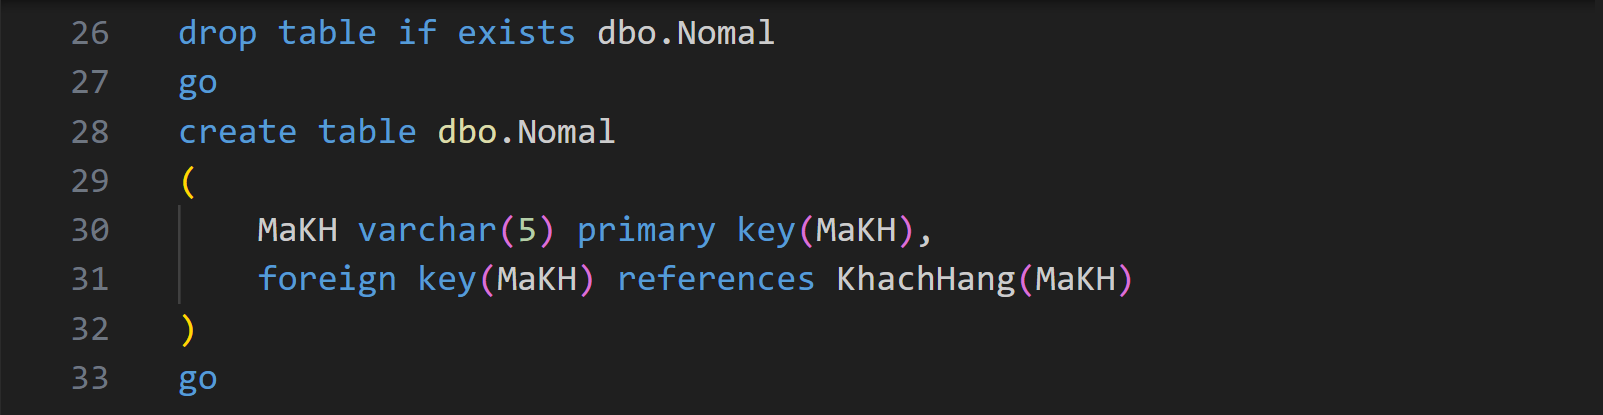 26 drop table if exists dbo.Nomal
27 go
28 create table dbo.Nomal
29 (
30 MaKH varchar(5) primary key(MaKH),
31 foreign key(MaKH) references KhachHang(MaKH)
32 )
33 go